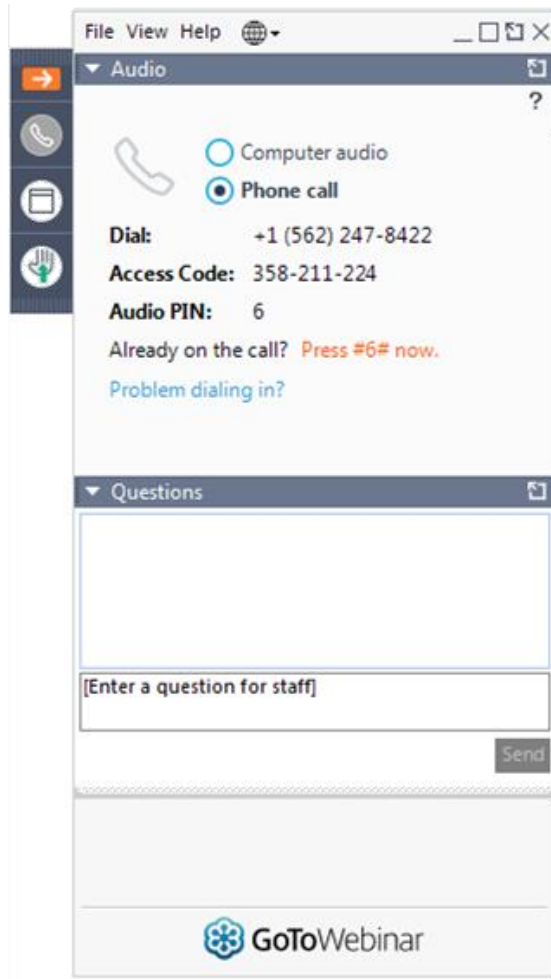 File View Help
Audio
?
Computer audio
Phone call
Dial: +1 (562) 247-8422
Access Code: 358-211-224
Audio PIN: 6
Already on the call? Press #6# now.
Problem dialing in?
Questions
[Enter a question for staff]
Send
GoToWebinar